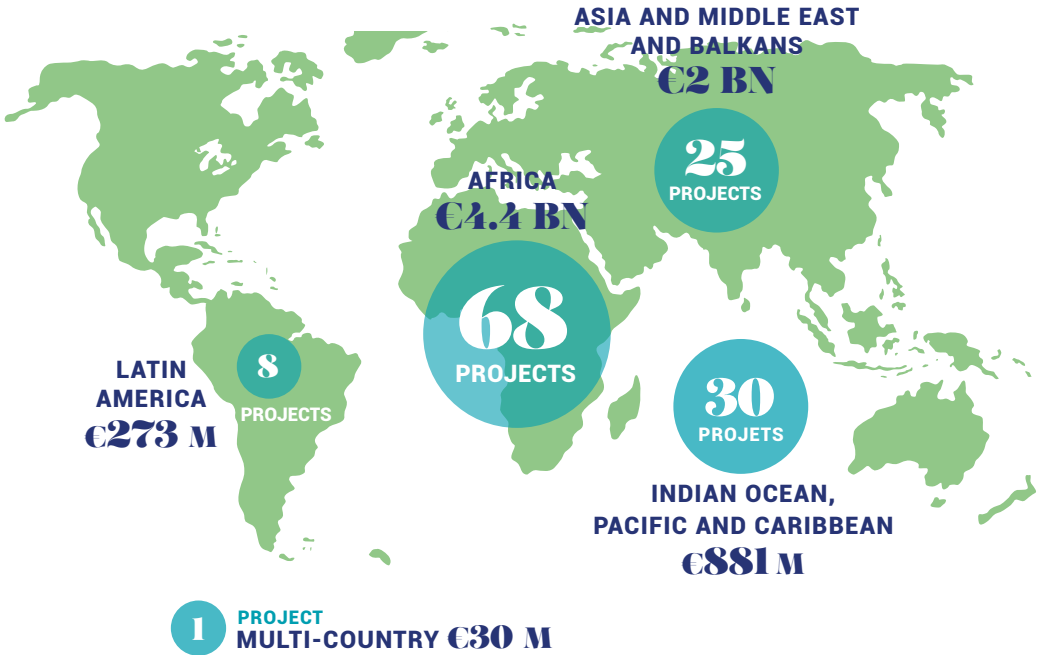 ASIA AND MIDDLE EAST
AND BALKANS
€2 BN
25
PROJECTS
AFRICA
€4.4 BN
68
PROJECTS
LATIN
AMERICA
€273 M
8
PROJECTS
30
PROJETS
INDIAN OCEAN,
PACIFIC AND CARIBBEAN
€881 M
1
PROJECT
MULTI-COUNTRY €30 M